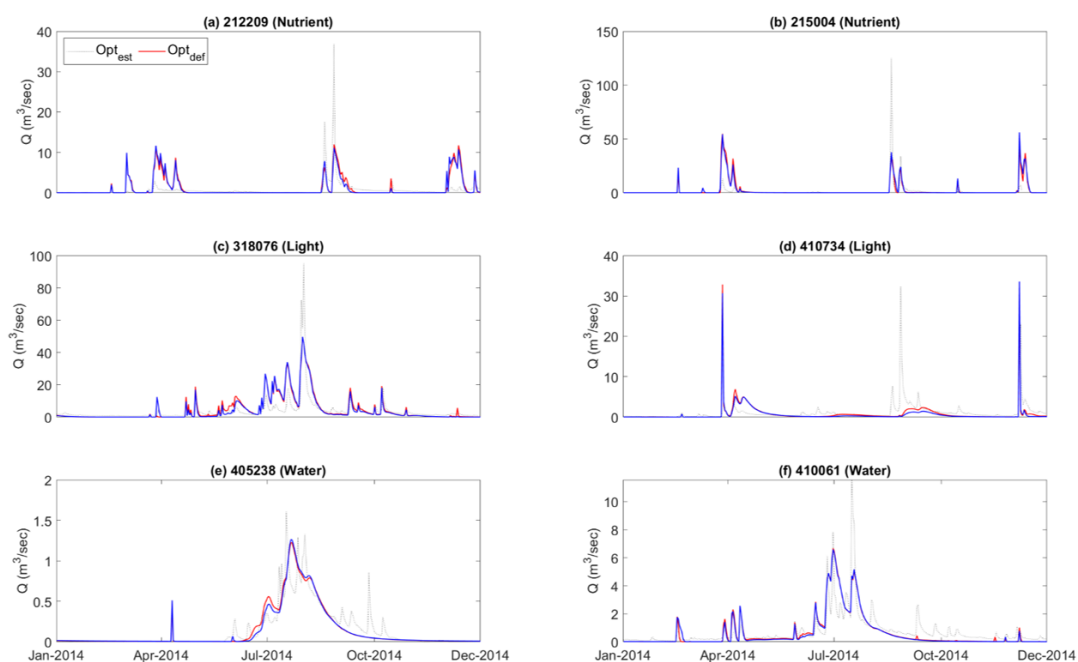 (a) 212209 (Nutrient)
Q (m³/sec)
40
30
20
10
0
Opt_est Opt_def
(b) 215004 (Nutrient)
Q (m³/sec)
150
100
50
0
(c) 318076 (Light)
Q (m³/sec)
100
80
60
40
20
0
(d) 410734 (Light)
Q (m³/sec)
40
30
20
10
0
(e) 405238 (Water)
Q (m³/sec)
2
1.5
1
0.5
0
Jan-2014 Apr-2014 Jul-2014 Oct-2014 Dec-2014
(f) 410061 (Water)
Q (m³/sec)
10
8
6
4
2
0
Jan-2014 Apr-2014 Jul-2014 Oct-2014 Dec-2014